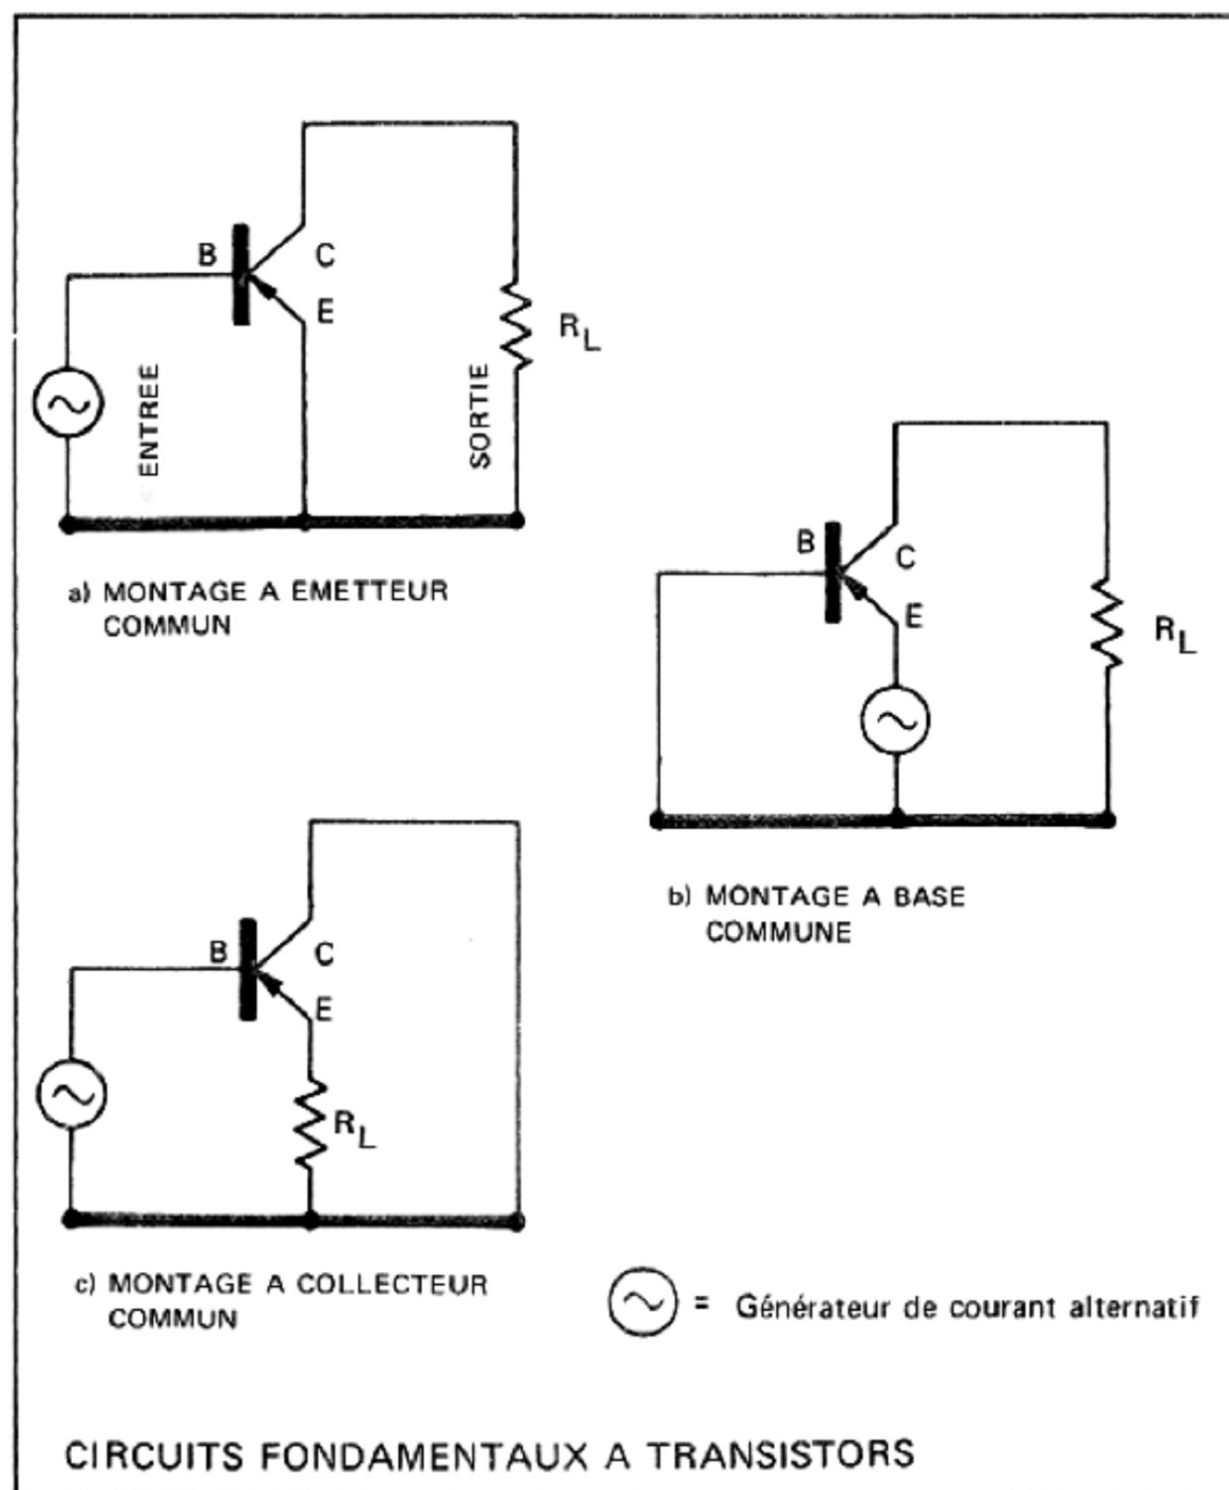 B
C
E
R_L
ENTREE
SORTIE
a) MONTAGE A EMETTEUR
COMMUN
B
C
E
R_L
b) MONTAGE A BASE
COMMUNE
B
C
E
R_L
c) MONTAGE A COLLECTEUR
COMMUN
= Générateur de courant alternatif
CIRCUITS FONDAMENTAUX A TRANSISTORS